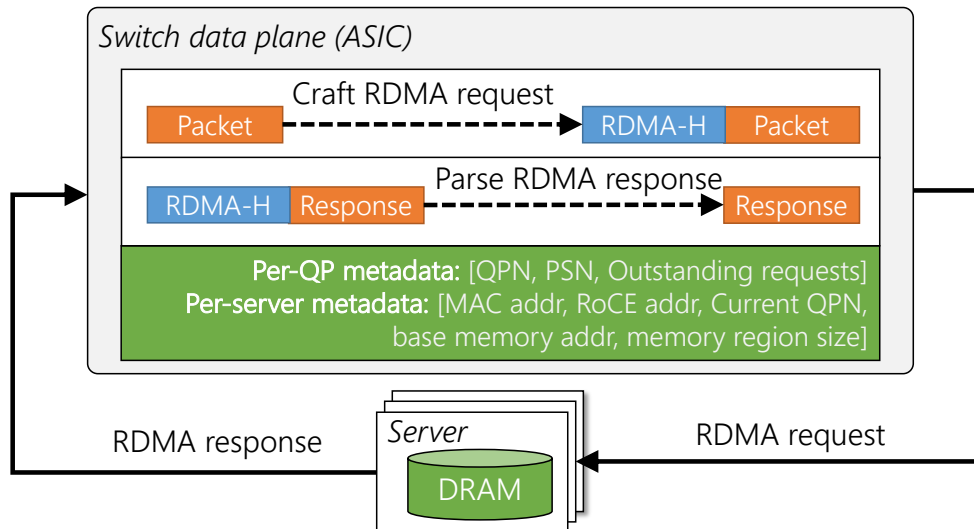 Switch data plane (ASIC)
Craft RDMA request
Packet
RDMA-H
Packet
Parse RDMA response
RDMA-H
Response
Response
Per-QP metadata: [QPN, PSN, Outstanding requests]
Per-server metadata: [MAC addr, RoCE addr, Current QPN,
base memory addr, memory region size]
RDMA response
Server
DRAM
RDMA request